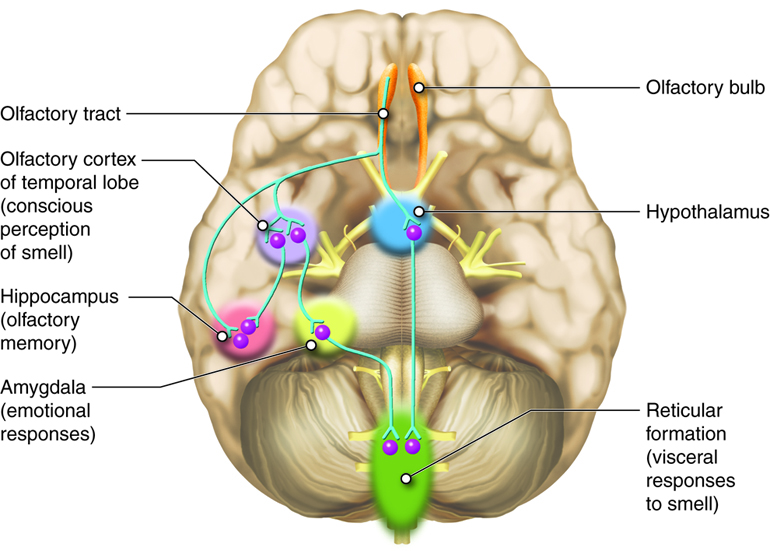 Olfactory tract
Olfactory cortex
of temporal lobe
(conscious
perception
of smell)
Hippocampus
(olfactory
memory)
Amygdala
(emotional
responses)
Olfactory bulb
Hypothalamus
Reticular
formation
(visceral
responses
to smell)